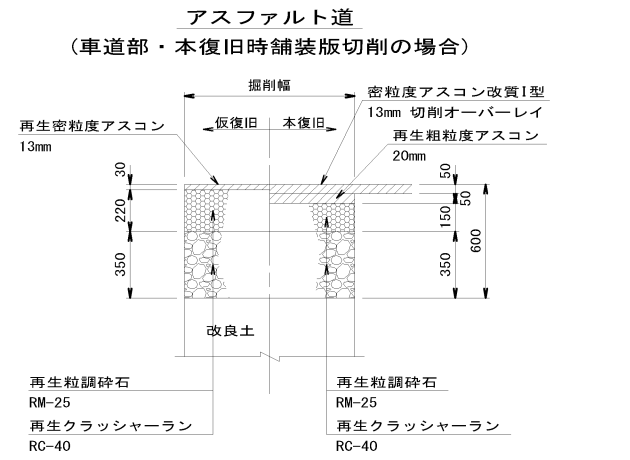 アスファルト道
(車道部・本復旧時舗装版切削の場合)
掘削幅
密粒度アスコン改質Ⅰ型
13mm 切削オーバーレイ
再生密粒度アスコン
13mm
仮復旧
本復旧
再生粗粒度アスコン
20mm
30
220
350
50
50
150
350
600
改良土
再生粒調砕石
RM-25
再生クラッシャーラン
RC-40
再生粒調砕石
RM-25
再生クラッシャーラン
RC-40